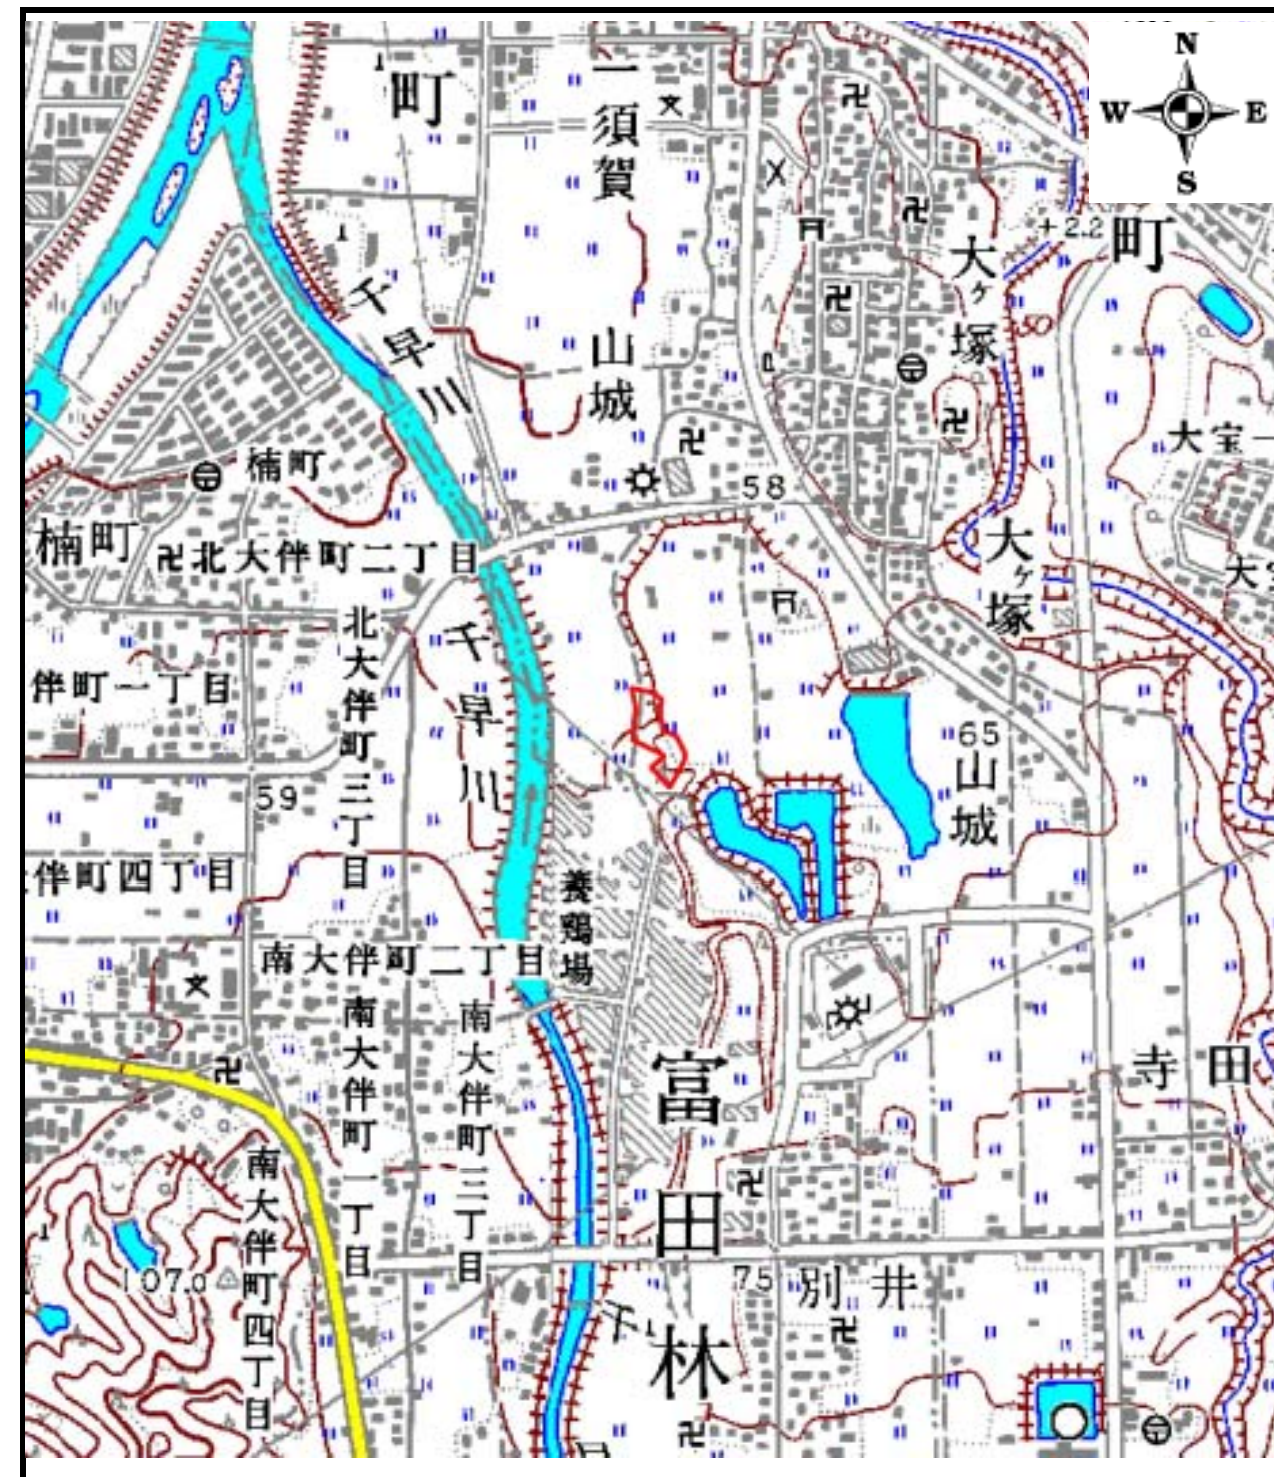 N
W E
S
町
一須賀
千早川
山城
大ヶ塚
+2.2
町
50
大宝一
楠町
58
楠町
北大伴町二丁目
大ヶ塚
北大伴町三丁目
千早川
伴町一丁目
65
山城
59
伴町四丁目
養鶏場
南大伴町二丁目
南大伴町一丁目
南大伴町三丁目
富田林
寺田
南大伴町四丁目
107.0
75
別井
千